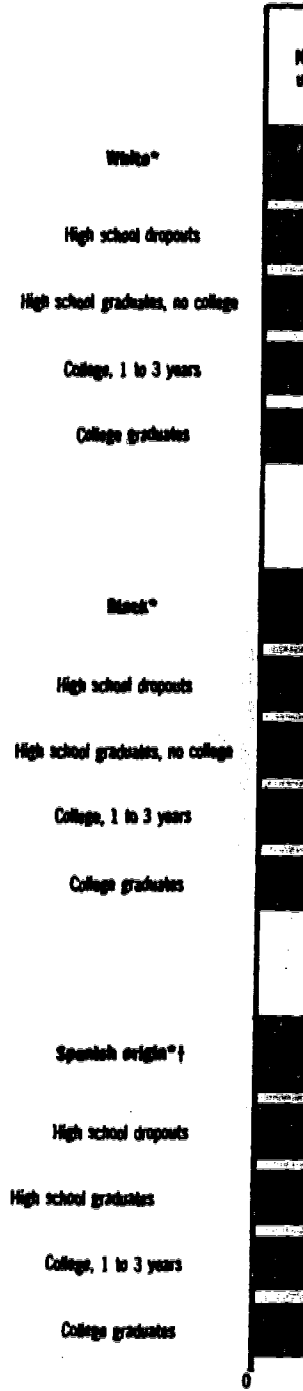 White*
High school dropouts
High school graduates, no college
College, 1 to 3 years
College graduates
Black*
High school dropouts
High school graduates, no college
College, 1 to 3 years
College graduates
Spanish origin*†
High school dropouts
High school graduates
College, 1 to 3 years
College graduates
0